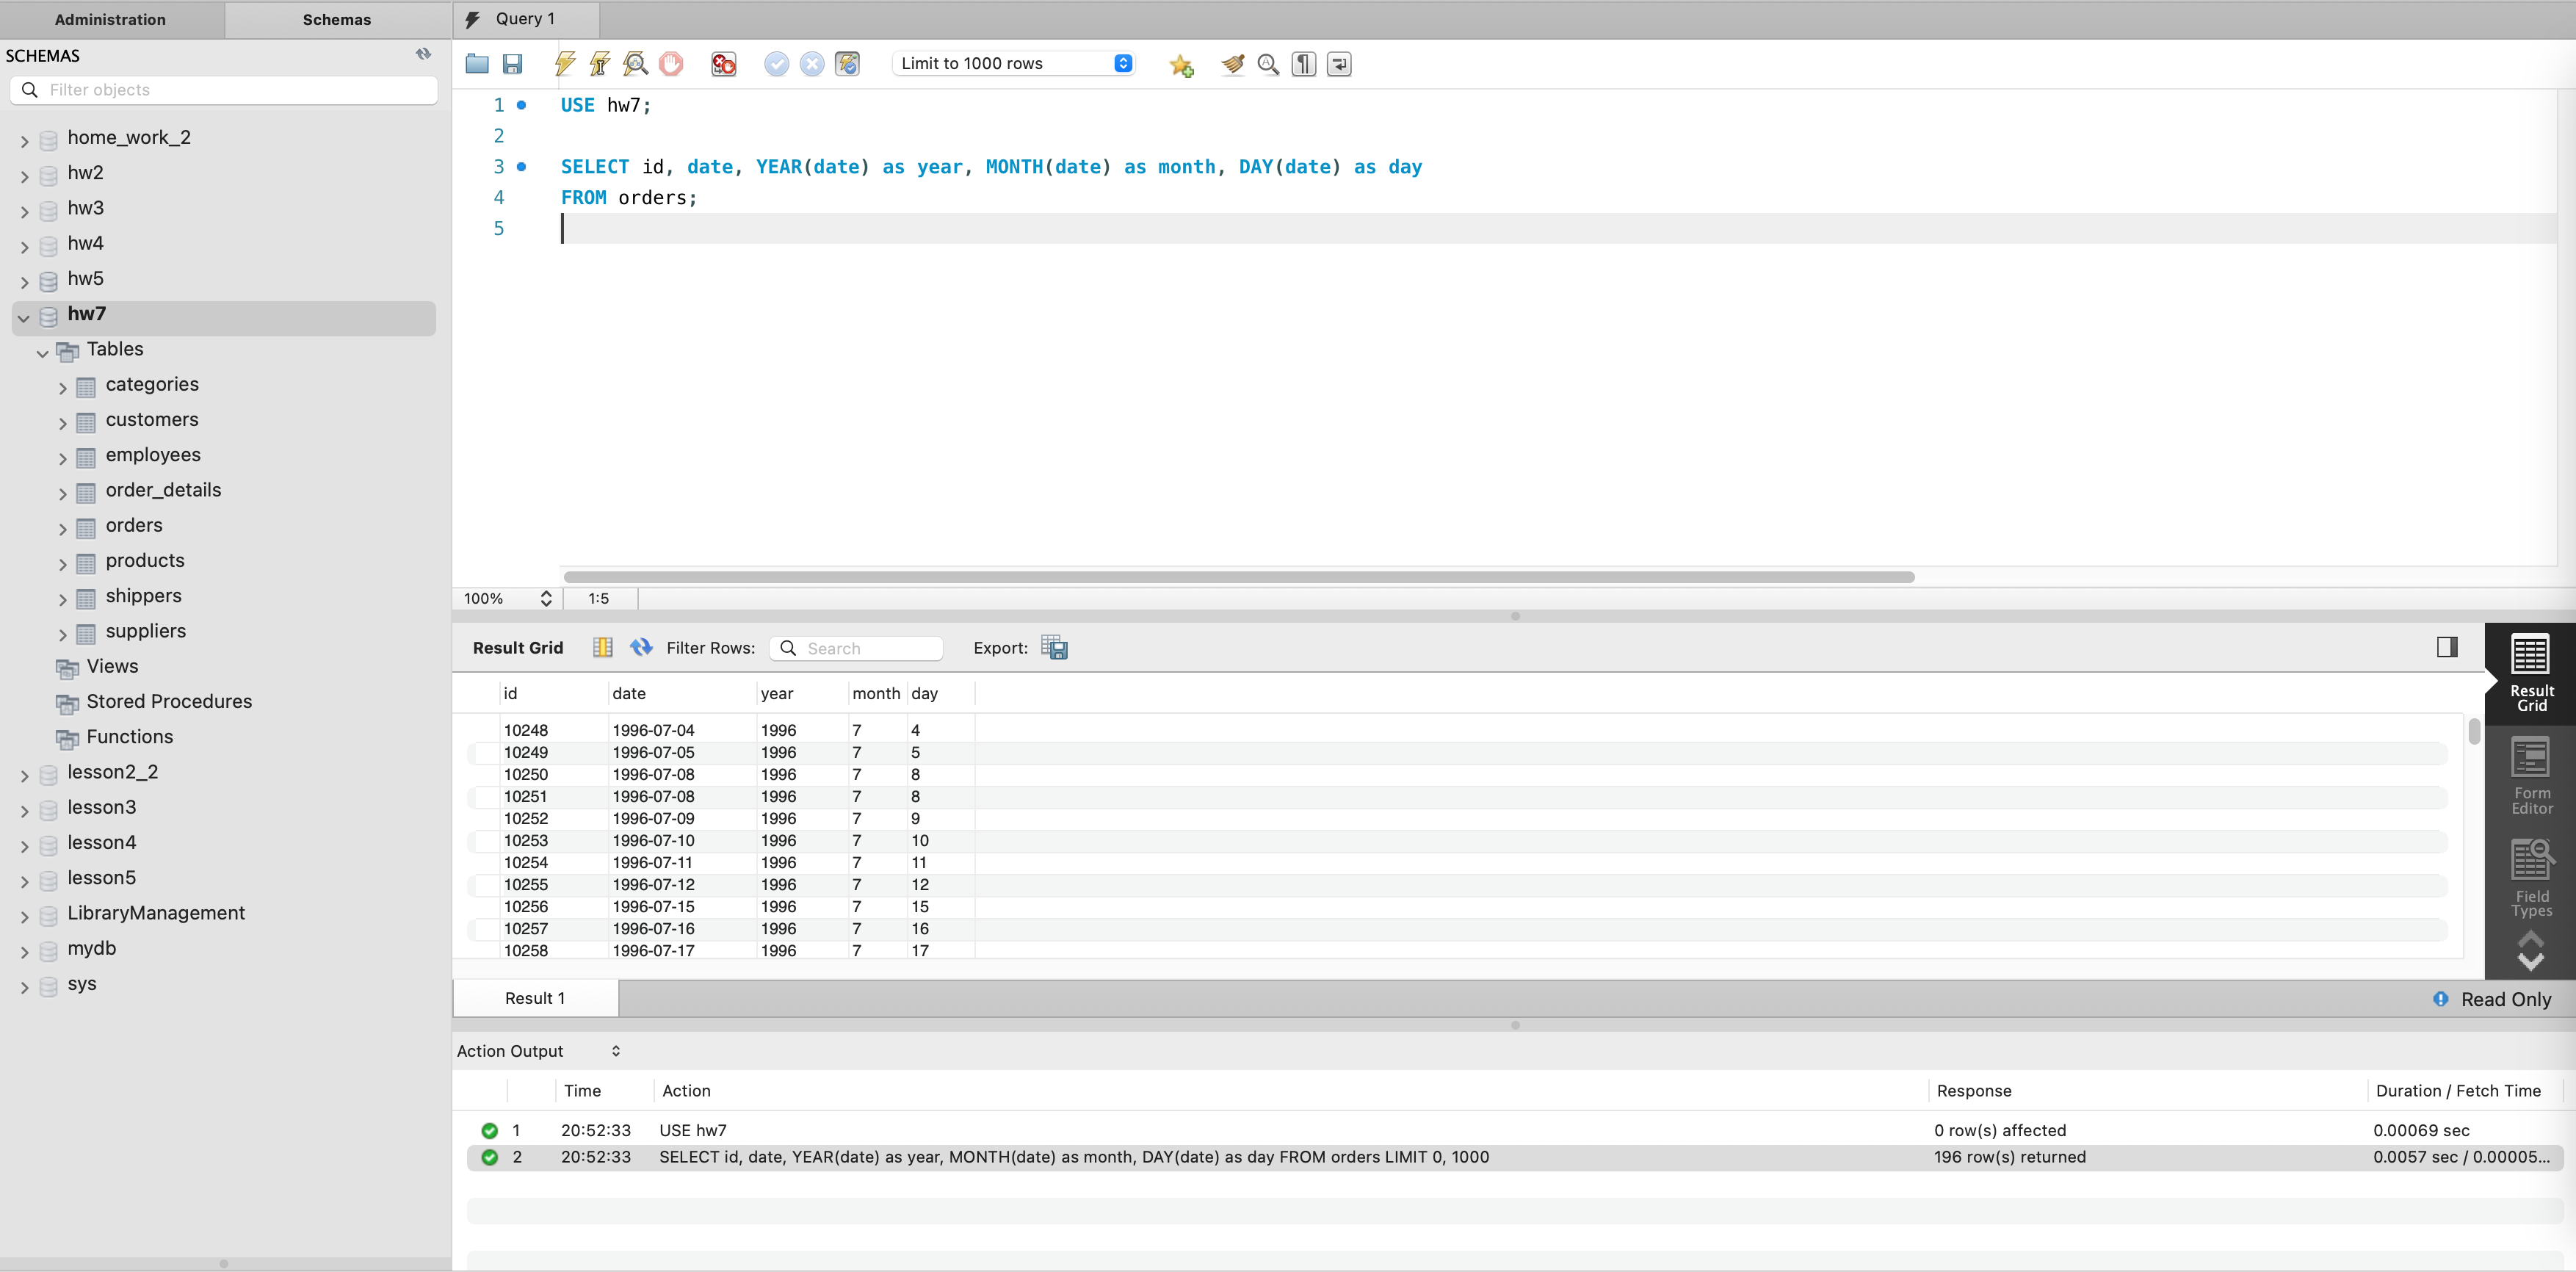 Administration
Schemas
Query 1
SCHEMAS
Filter objects
home_work_2
hw2
hw3
hw4
hw5
hw7
Tables
categories
customers
employees
order_details
orders
products
shippers
suppliers
Views
Stored Procedures
Functions
lesson2_2
lesson3
lesson4
lesson5
LibraryManagement
mydb
sys
Limit to 1000 rows
1 USE hw7;
2
3 SELECT id, date, YEAR(date) as year, MONTH(date) as month, DAY(date) as day
4 FROM orders;
5
100% 1:5
Result Grid Filter Rows: Search Export:
id date year month day
10248 1996-07-04 1996 7 4
10249 1996-07-05 1996 7 5
10250 1996-07-08 1996 7 8
10251 1996-07-08 1996 7 8
10252 1996-07-09 1996 7 9
10253 1996-07-10 1996 7 10
10254 1996-07-11 1996 7 11
10255 1996-07-12 1996 7 12
10256 1996-07-15 1996 7 15
10257 1996-07-16 1996 7 16
10258 1996-07-17 1996 7 17
Result
Grid
Form
Editor
Field
Types
Result 1
Read Only
Action Output
Time Action Response Duration / Fetch Time
1 20:52:33 USE hw7 0 row(s) affected 0.00069 sec
2 20:52:33 SELECT id, date, YEAR(date) as year, MONTH(date) as month, DAY(date) as day FROM orders LIMIT 0, 1000 196 row(s) returned 0.0057 sec / 0.00005...